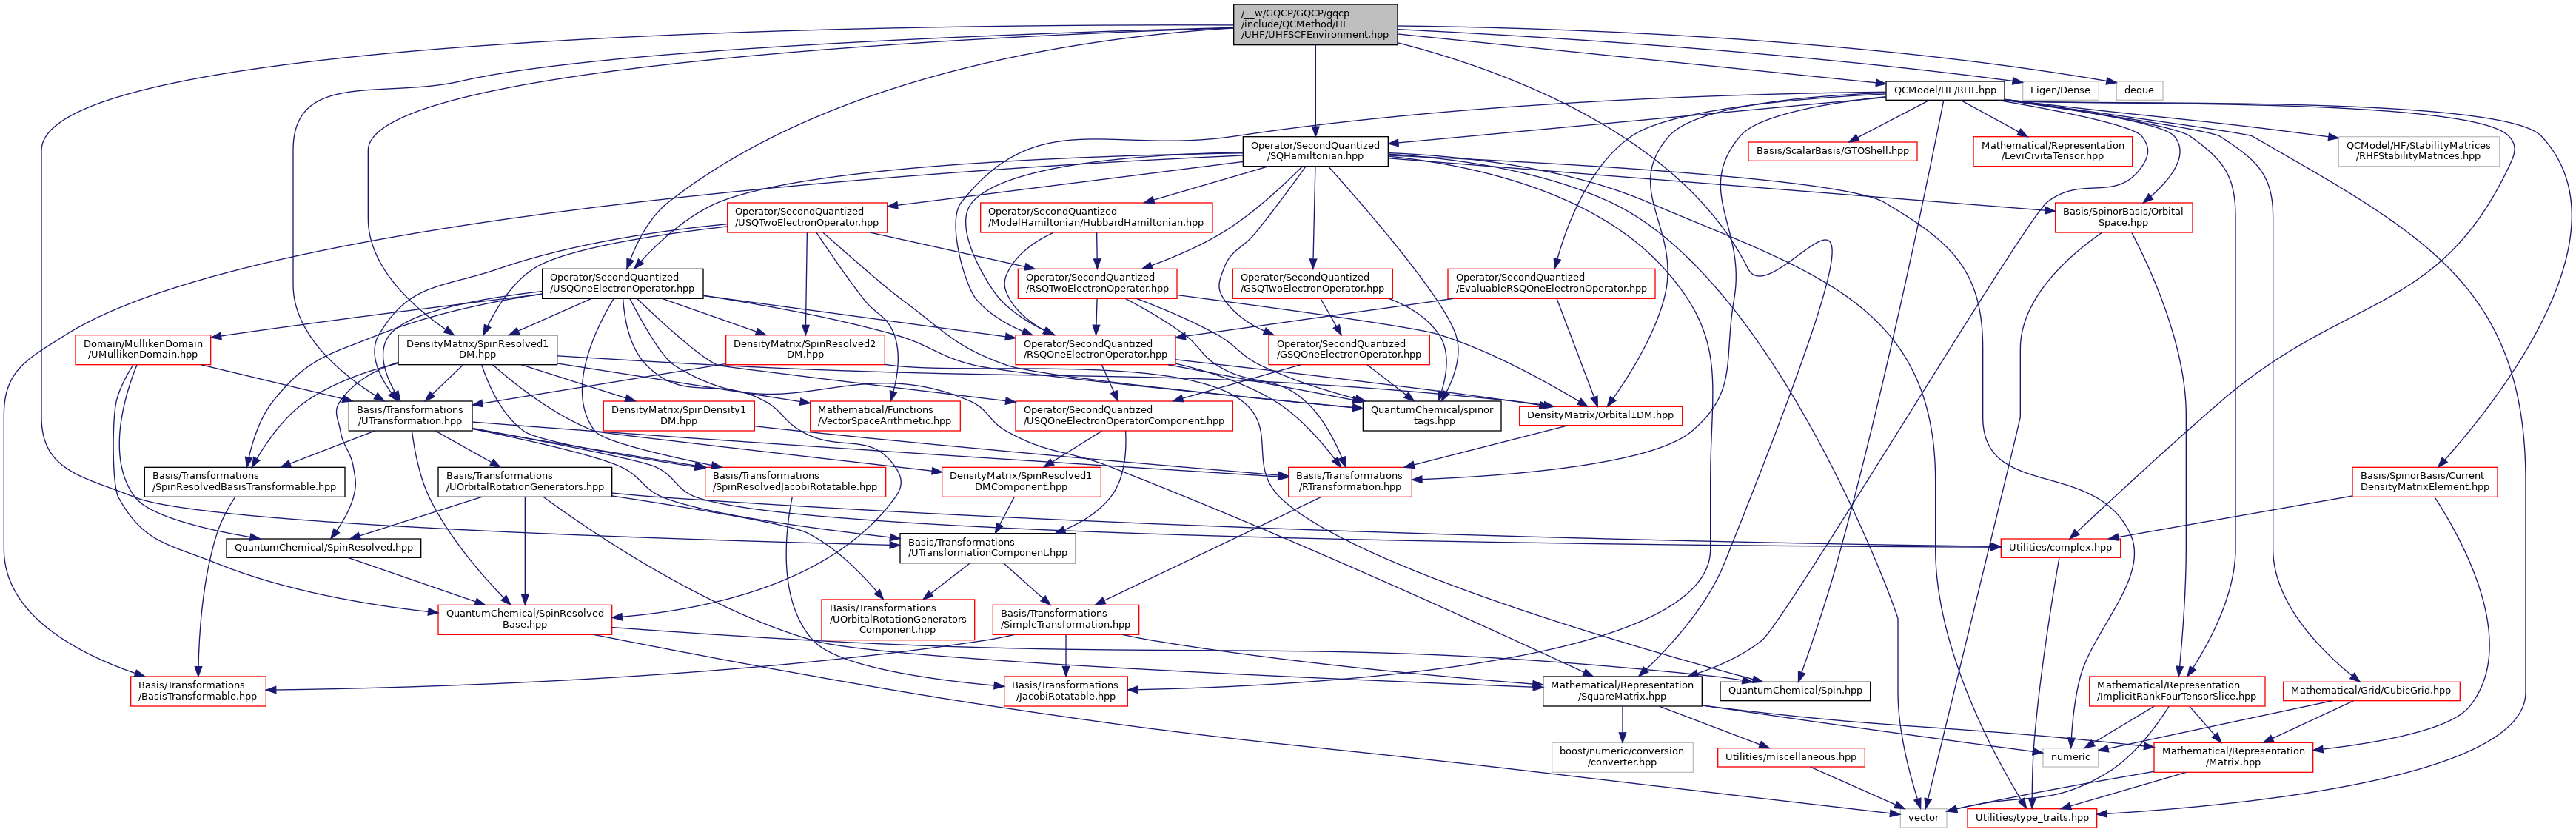 /__w/GQCP/GQCP/gqcp
/include/QCMethod/HF
/UHF/UHFSCFEnvironment.hpp
QCModel/HF/RHF.hpp
Eigen/Dense
deque
Operator/SecondQuantized
/SQHamiltonian.hpp
Basis/ScalarBasis/GTOShell.hpp
Mathematical/Representation
/LeviCivitaTensor.hpp
QCModel/HF/StabilityMatrices
/RHFStabilityMatrices.hpp
Operator/SecondQuantized
/USQTwoElectronOperator.hpp
Operator/SecondQuantized
/ModelHamiltonian/HubbardHamiltonian.hpp
Basis/SpinorBasis/Orbital
Space.hpp
Operator/SecondQuantized
/USQOneElectronOperator.hpp
Operator/SecondQuantized
/RSQTwoElectronOperator.hpp
Operator/SecondQuantized
/GSQTwoElectronOperator.hpp
Operator/SecondQuantized
/EvaluableRSQOneElectronOperator.hpp
Domain/MullikenDomain
/UMullikenDomain.hpp
DensityMatrix/SpinResolved1
DM.hpp
DensityMatrix/SpinResolved2
DM.hpp
Operator/SecondQuantized
/RSQOneElectronOperator.hpp
Operator/SecondQuantized
/GSQOneElectronOperator.hpp
Basis/Transformations
/UTransformation.hpp
DensityMatrix/SpinDensity1
DM.hpp
Mathematical/Functions
/VectorSpaceArithmetic.hpp
Operator/SecondQuantized
/USQOneElectronOperatorComponent.hpp
QuantumChemical/spinor
_tags.hpp
DensityMatrix/Orbital1DM.hpp
Basis/Transformations
/SpinResolvedBasisTransformable.hpp
Basis/Transformations
/UOrbitalRotationGenerators.hpp
Basis/Transformations
/SpinResolvedJacobiRotatable.hpp
DensityMatrix/SpinResolved1
DMComponent.hpp
Basis/Transformations
/RTransformation.hpp
Basis/SpinorBasis/Current
DensityMatrixElement.hpp
QuantumChemical/SpinResolved.hpp
Basis/Transformations
/UTransformationComponent.hpp
Utilities/complex.hpp
QuantumChemical/SpinResolved
Base.hpp
Basis/Transformations
/UOrbitalRotationGenerators
Component.hpp
Basis/Transformations
/SimpleTransformation.hpp
Basis/Transformations
/BasisTransformable.hpp
Basis/Transformations
/JacobiRotatable.hpp
Mathematical/Representation
/SquareMatrix.hpp
QuantumChemical/Spin.hpp
Mathematical/Representation
/ImplicitRankFourTensorSlice.hpp
Mathematical/Grid/CubicGrid.hpp
boost/numeric/conversion
/converter.hpp
Utilities/miscellaneous.hpp
numeric
Mathematical/Representation
/Matrix.hpp
vector
Utilities/type_traits.hpp